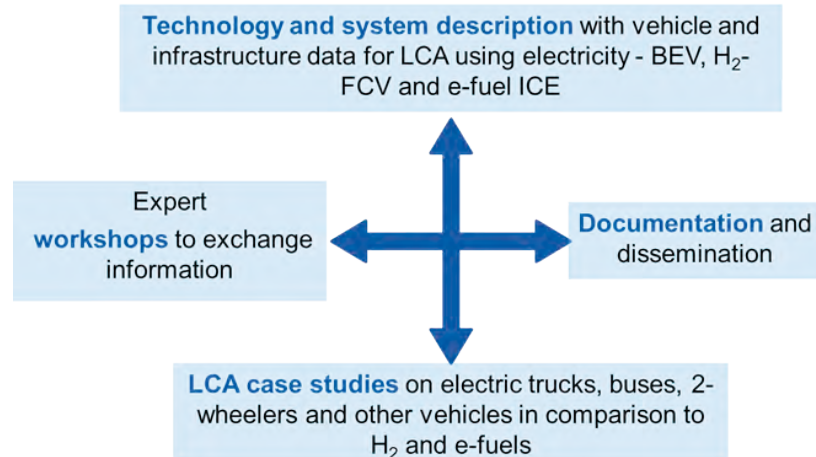 Technology and system description with vehicle and
infrastructure data for LCA using electricity - BEV, H₂-
FCV and e-fuel ICE
Expert
workshops to exchange
information
Documentation and
dissemination
LCA case studies on electric trucks, buses, 2-
wheelers and other vehicles in comparison to
H₂ and e-fuels